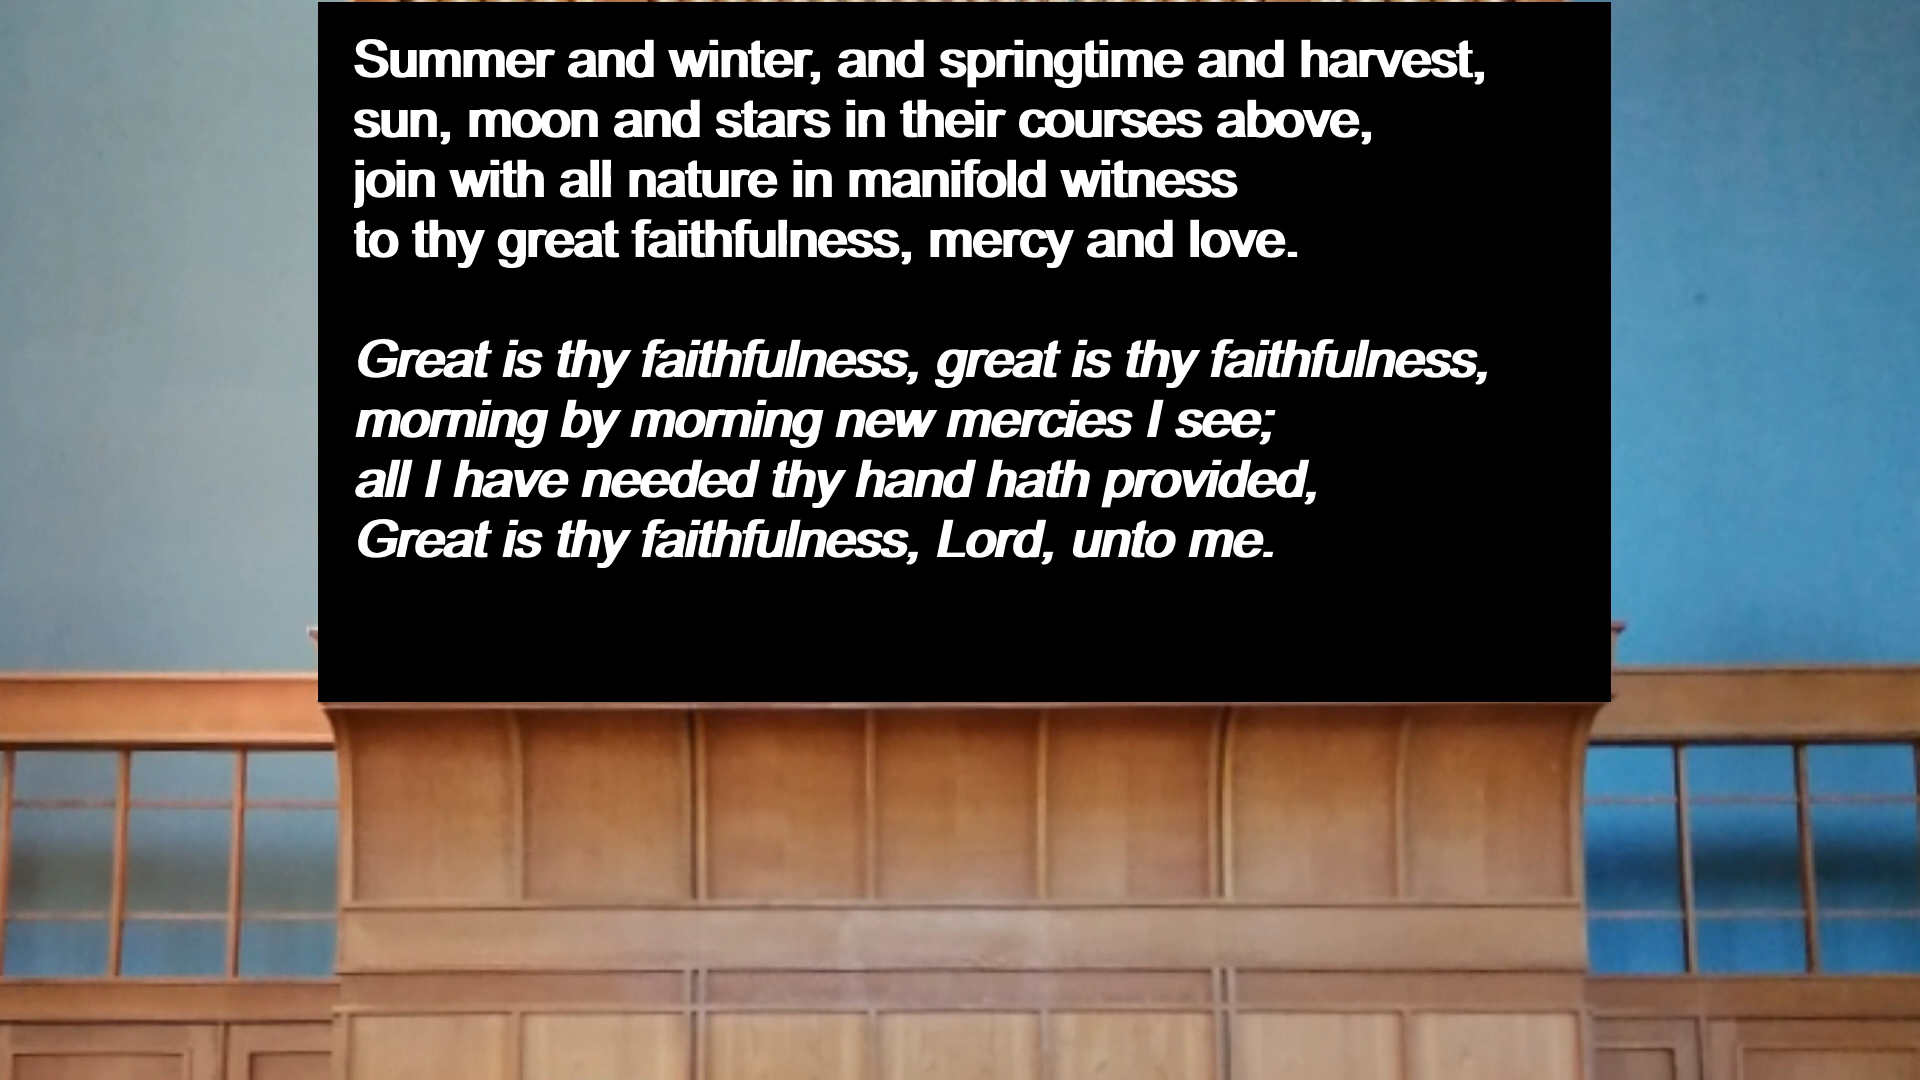 Summer and winter, and springtime and harvest,
sun, moon and stars in their courses above,
join with all nature in manifold witness
to thy great faithfulness, mercy and love.
Great is thy faithfulness, great is thy faithfulness,
morning by morning new mercies I see;
all I have needed thy hand hath provided,
Great is thy faithfulness, Lord, unto me.